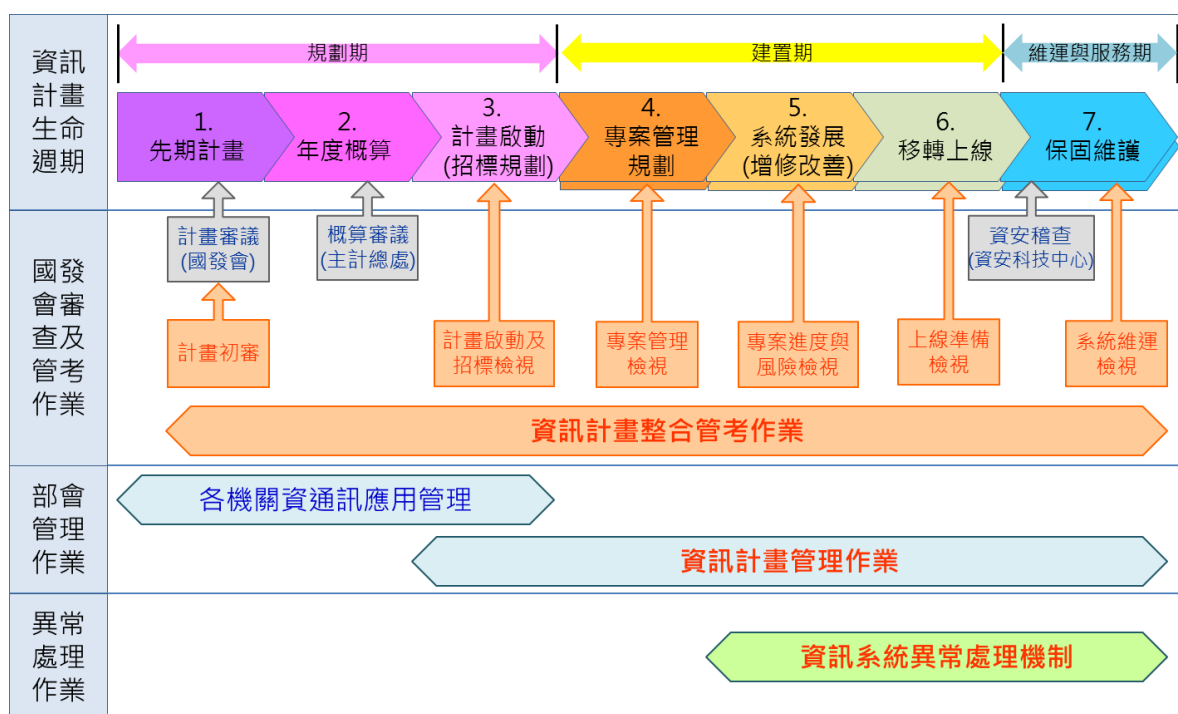 資訊
計畫
生命
週期
規劃期
建置期
維運與服務期
1.
先期計畫
2.
年度概算
3.
計畫啟動
(招標規劃)
4.
專案管理
規劃
5.
系統發展
(增修改善)
6.
移轉上線
7.
保固維護
國發
會審
查及
管考
作業
計畫審議
(國發會)
概算審議
(主計總處)
資安稽查
(資安科技中心)
計畫初審
計畫啟動及
招標檢視
專案管理
檢視
專案進度與
風險檢視
上線準備
檢視
系統維運
檢視
資訊計畫整合管考作業
部會
管理
作業
各機關資通訊應用管理
資訊計畫管理作業
異常
處理
作業
資訊系統異常處理機制